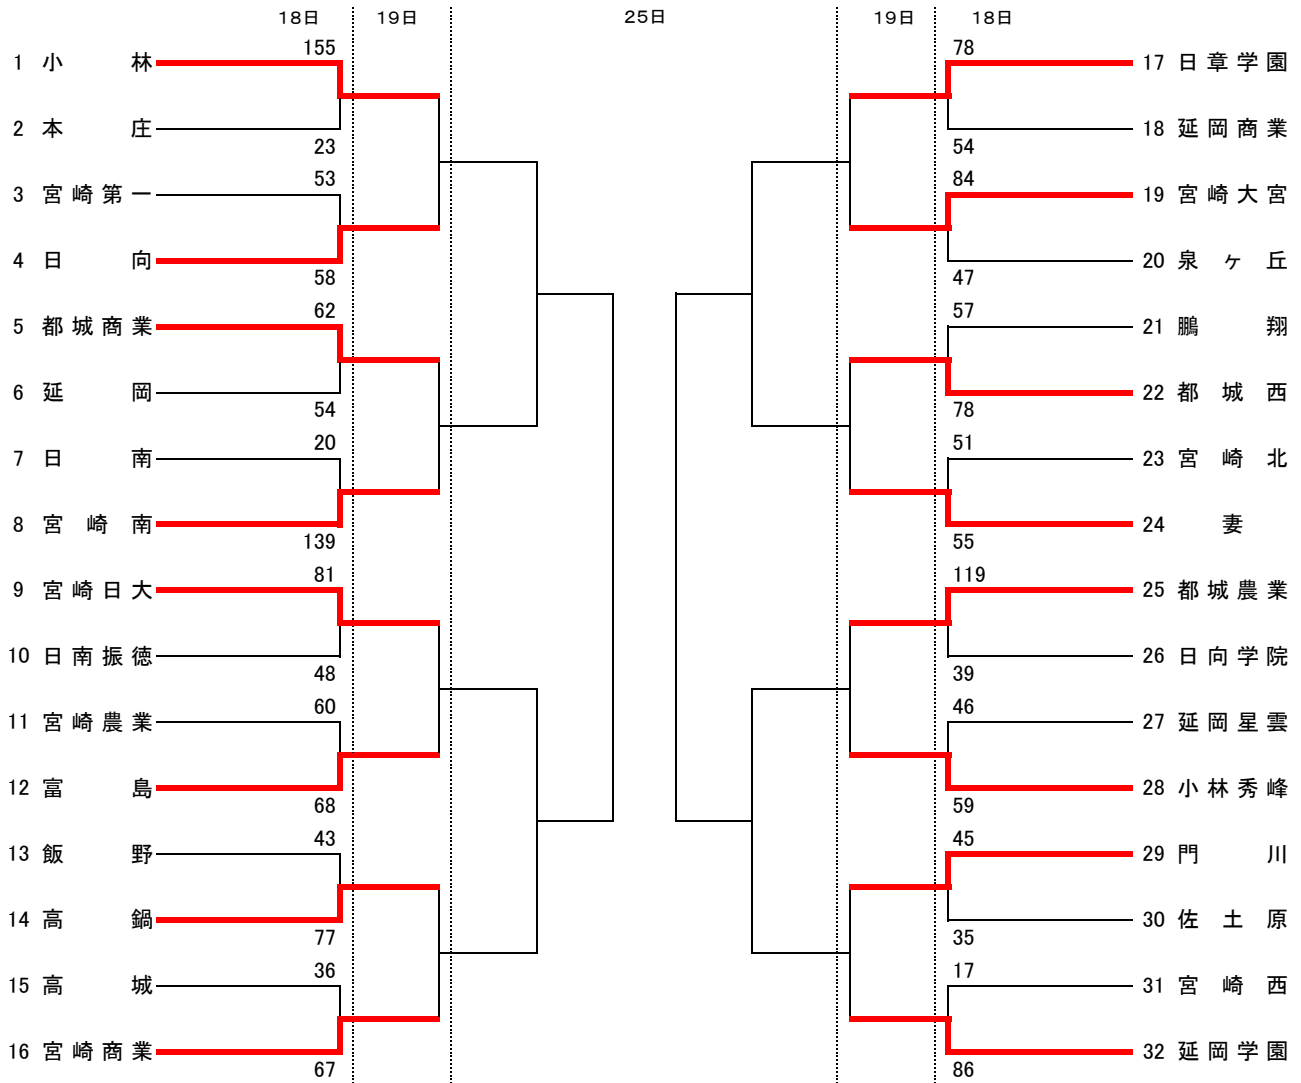 18日 19日 25日 19日 18日
155 78
1 小林 17 日章学園
2 本庄 18 延岡商業
23 54
53 84
3 宮崎第一 19 宮崎大宮
4 日向 20 泉ヶ丘
58 47
62 57
5 都城商業 21 鵬翔
6 延岡 22 都城西
54 78
20 51
7 日南 23 宮崎北
8 宮崎南 24 妻
139 55
81 119
9 宮崎日大 25 都城農業
10 日南振徳 26 日向学院
48 39
60 46
11 宮崎農業 27 延岡星雲
12 富島 28 小林秀峰
68 59
43 45
13 飯野 29 門川
14 高鍋 30 佐土原
77 35
36 17
15 高城 31 宮崎西
16 宮崎商業 32 延岡学園
67 86